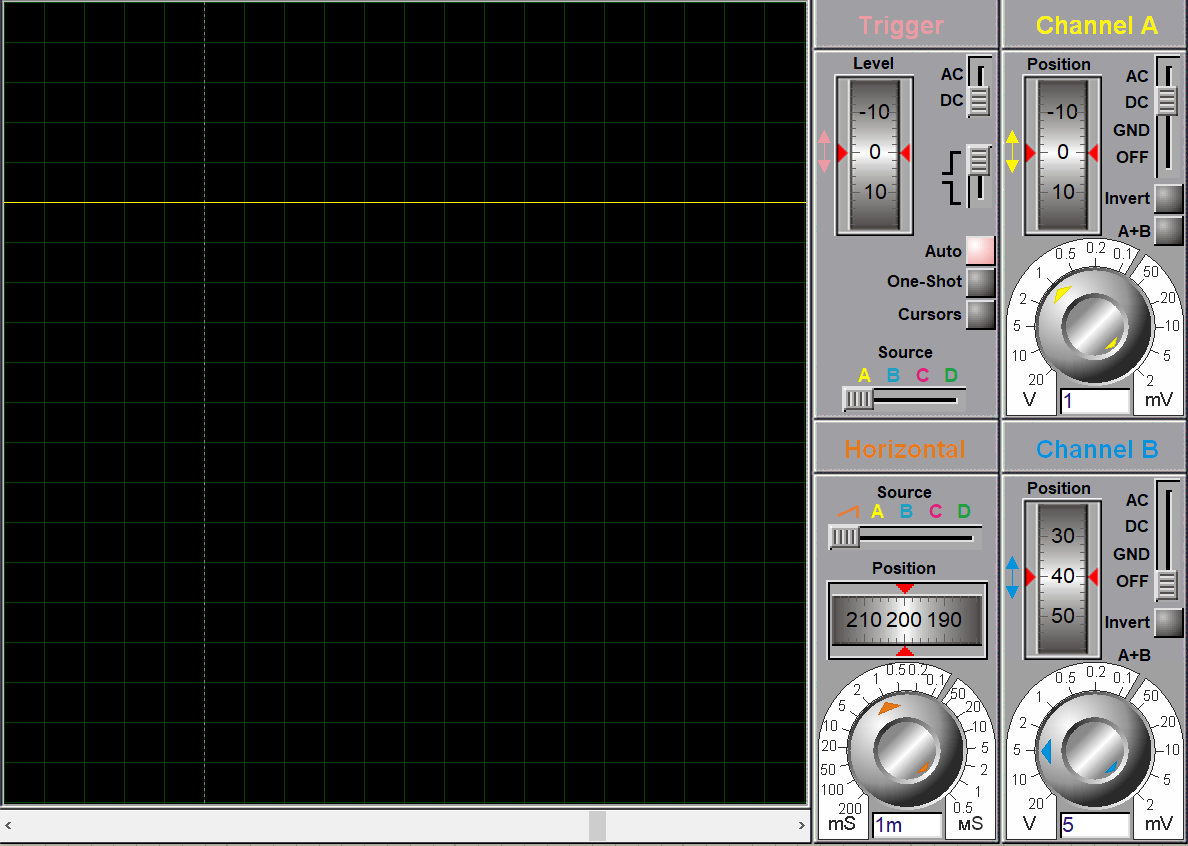 Trigger
Level
AC
DC
-10
0
10
Auto
One-Shot
Cursors
Source
A B C D
Channel A
Position
AC
DC
GND
OFF
-10
0
10
Invert
A+B
20 10 5 2 1 0.5 0.2 0.1 50 20 10 5 2
V 1 mV
Horizontal
Source
A B C D
Position
210 200 190
200 100 50 20 10 5 2 1 0.5 0.2 0.1 50 20 10 5 2 1 0.5
mS 1m мS
Channel B
Position
AC
DC
GND
OFF
30
40
50
Invert
A+B
20 10 5 2 1 0.5 0.2 0.1 50 20 10 5 2
V 5 mV